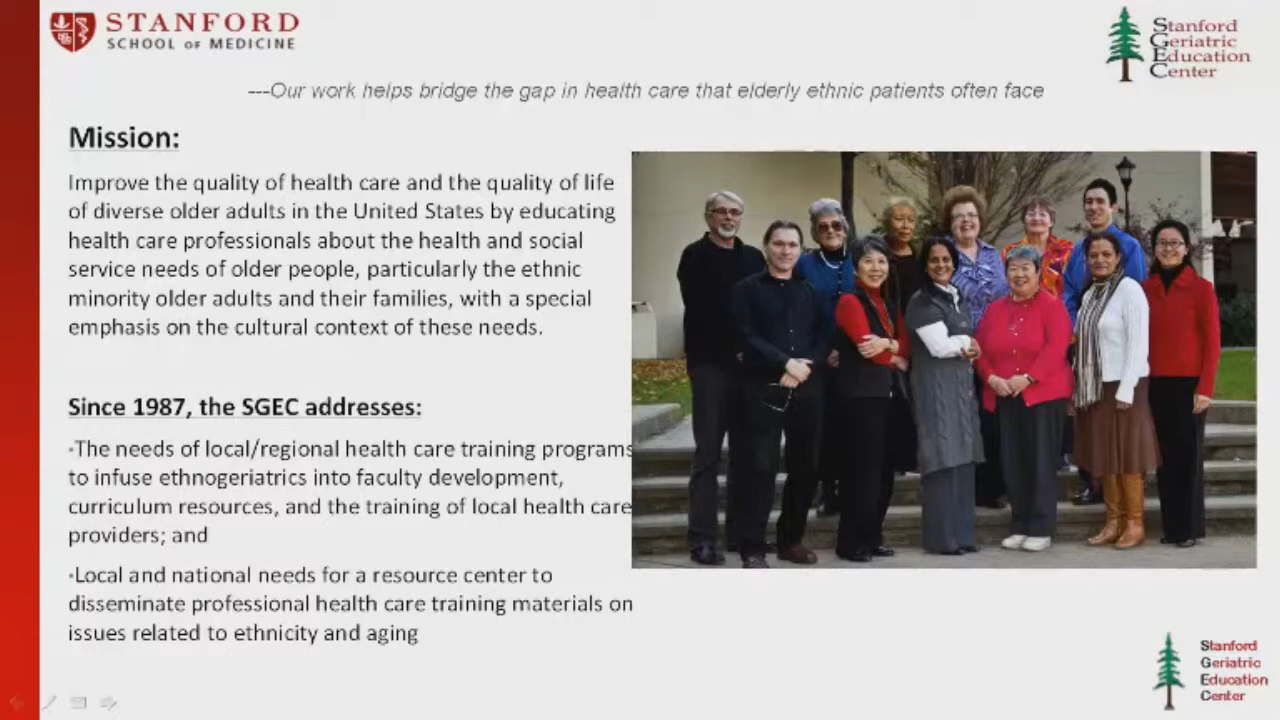 STANFORD
SCHOOL OF MEDICINE
Stanford
Geriatric
Education
Center
---Our work helps bridge the gap in health care that elderly ethnic patients often face
Mission:
Improve the quality of health care and the quality of life
of diverse older adults in the United States by educating
health care professionals about the health and social
service needs of older people, particularly the ethnic
minority older adults and their families, with a special
emphasis on the cultural context of these needs.
Since 1987, the SGEC addresses:
•The needs of local/regional health care training programs
to infuse ethnogeriatrics into faculty development,
curriculum resources, and the training of local health care
providers; and
•Local and national needs for a resource center to
disseminate professional health care training materials on
issues related to ethnicity and aging
Stanford
Geriatric
Education
Center